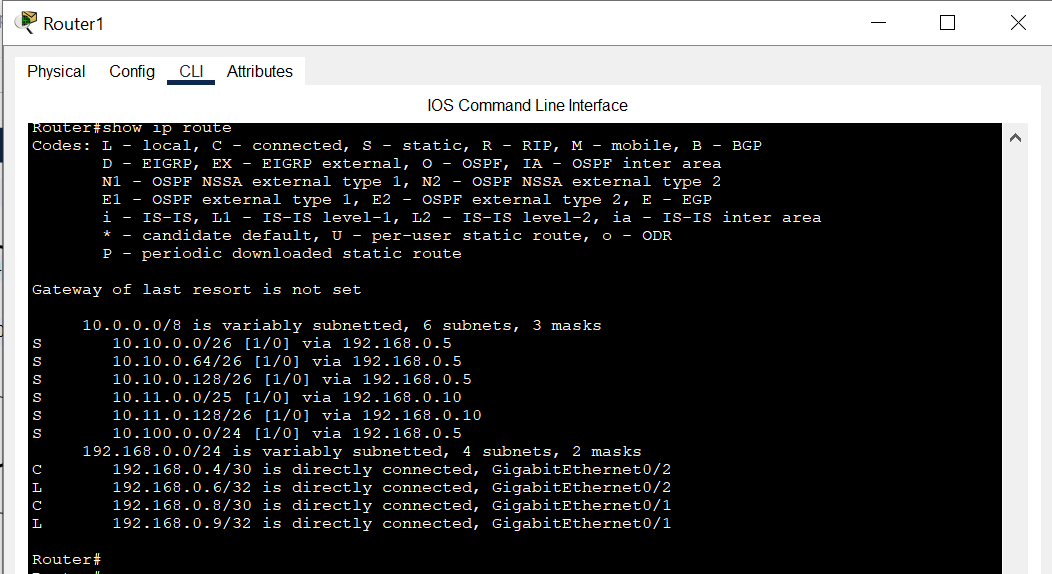 Router1
Physical Config CLI Attributes
IOS Command Line Interface
Router#show ip route
Codes: L - local, C - connected, S - static, R - RIP, M - mobile, B - BGP
D - EIGRP, EX - EIGRP external, O - OSPF, IA - OSPF inter area
N1 - OSPF NSSA external type 1, N2 - OSPF NSSA external type 2
E1 - OSPF external type 1, E2 - OSPF external type 2, E - EGP
i - IS-IS, L1 - IS-IS level-1, L2 - IS-IS level-2, ia - IS-IS inter area
* - candidate default, U - per-user static route, o - ODR
P - periodic downloaded static route
Gateway of last resort is not set
10.0.0.0/8 is variably subnetted, 6 subnets, 3 masks
S 10.10.0.0/26 [1/0] via 192.168.0.5
S 10.10.0.64/26 [1/0] via 192.168.0.5
S 10.10.0.128/26 [1/0] via 192.168.0.5
S 10.11.0.0/25 [1/0] via 192.168.0.10
S 10.11.0.128/26 [1/0] via 192.168.0.10
S 10.100.0.0/24 [1/0] via 192.168.0.5
192.168.0.0/24 is variably subnetted, 4 subnets, 2 masks
C 192.168.0.4/30 is directly connected, GigabitEthernet0/2
L 192.168.0.6/32 is directly connected, GigabitEthernet0/2
C 192.168.0.8/30 is directly connected, GigabitEthernet0/1
L 192.168.0.9/32 is directly connected, GigabitEthernet0/1
Router#